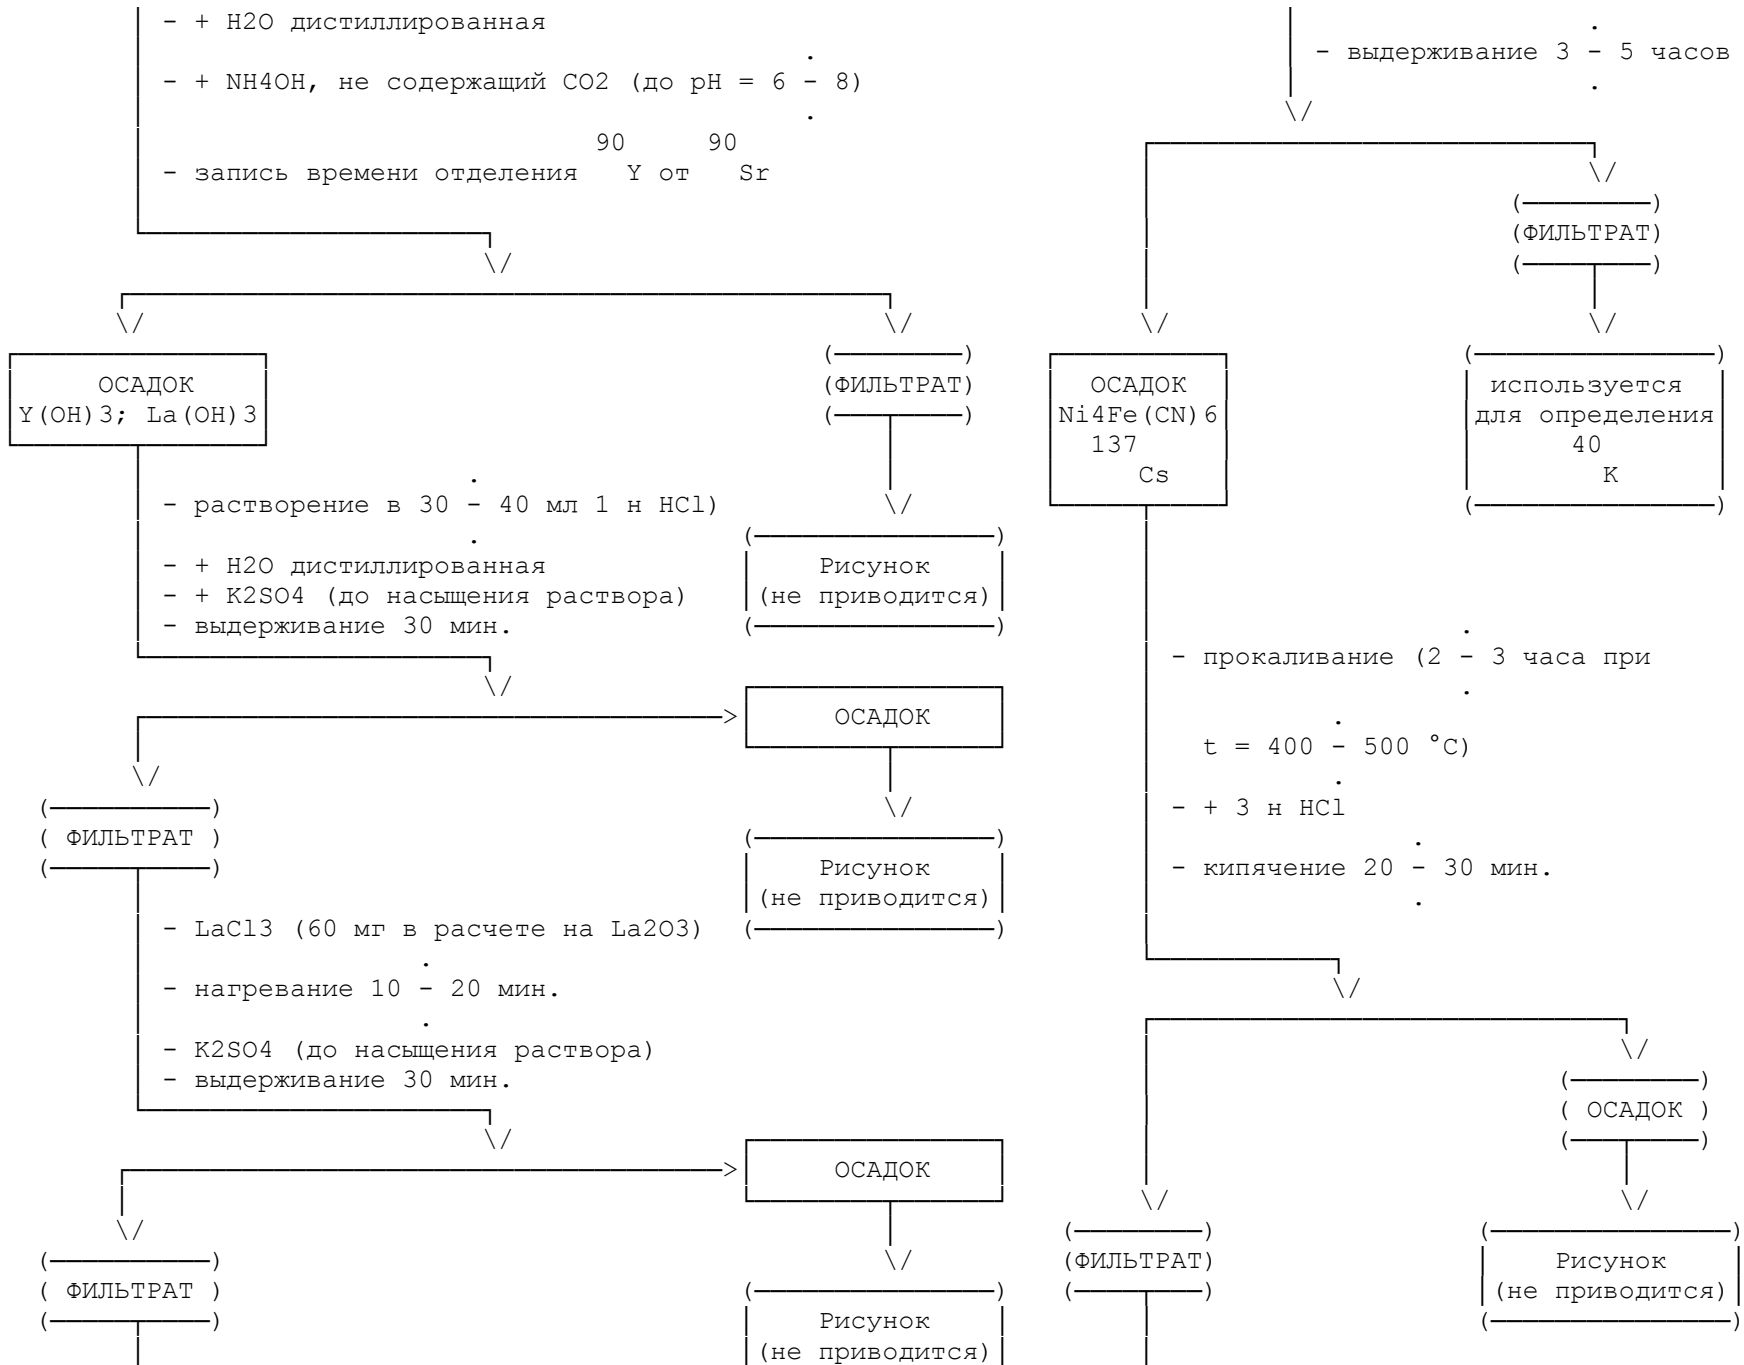 - + H2O дистиллированная
- + NH4OH, не содержащий CO2 (до pH = 6 - 8)
90 90
- запись времени отделения Y от Sr
ОСАДОК
Y(OH)3; La(OH)3
(ФИЛЬТРАТ)
- растворение в 30 - 40 мл 1 н HCl)
- + H2O дистиллированная
- + K2SO4 (до насыщения раствора)
- выдерживание 30 мин.
Рисунок
(не приводится)
ОСАДОК
( ФИЛЬТРАТ )
Рисунок
(не приводится)
- LaCl3 (60 мг в расчете на La2O3)
- нагревание 10 - 20 мин.
- K2SO4 (до насыщения раствора)
- выдерживание 30 мин.
ОСАДОК
( ФИЛЬТРАТ )
Рисунок
(не приводится)
- выдерживание 3 - 5 часов
(ФИЛЬТРАТ)
ОСАДОК
Ni4Fe(CN)6
137
Cs
используется
для определения
40
K
- прокаливание (2 - 3 часа при
t = 400 - 500 °C)
- + 3 н HCl
- кипячение 20 - 30 мин.
( ОСАДОК )
(ФИЛЬТРАТ)
Рисунок
(не приводится)